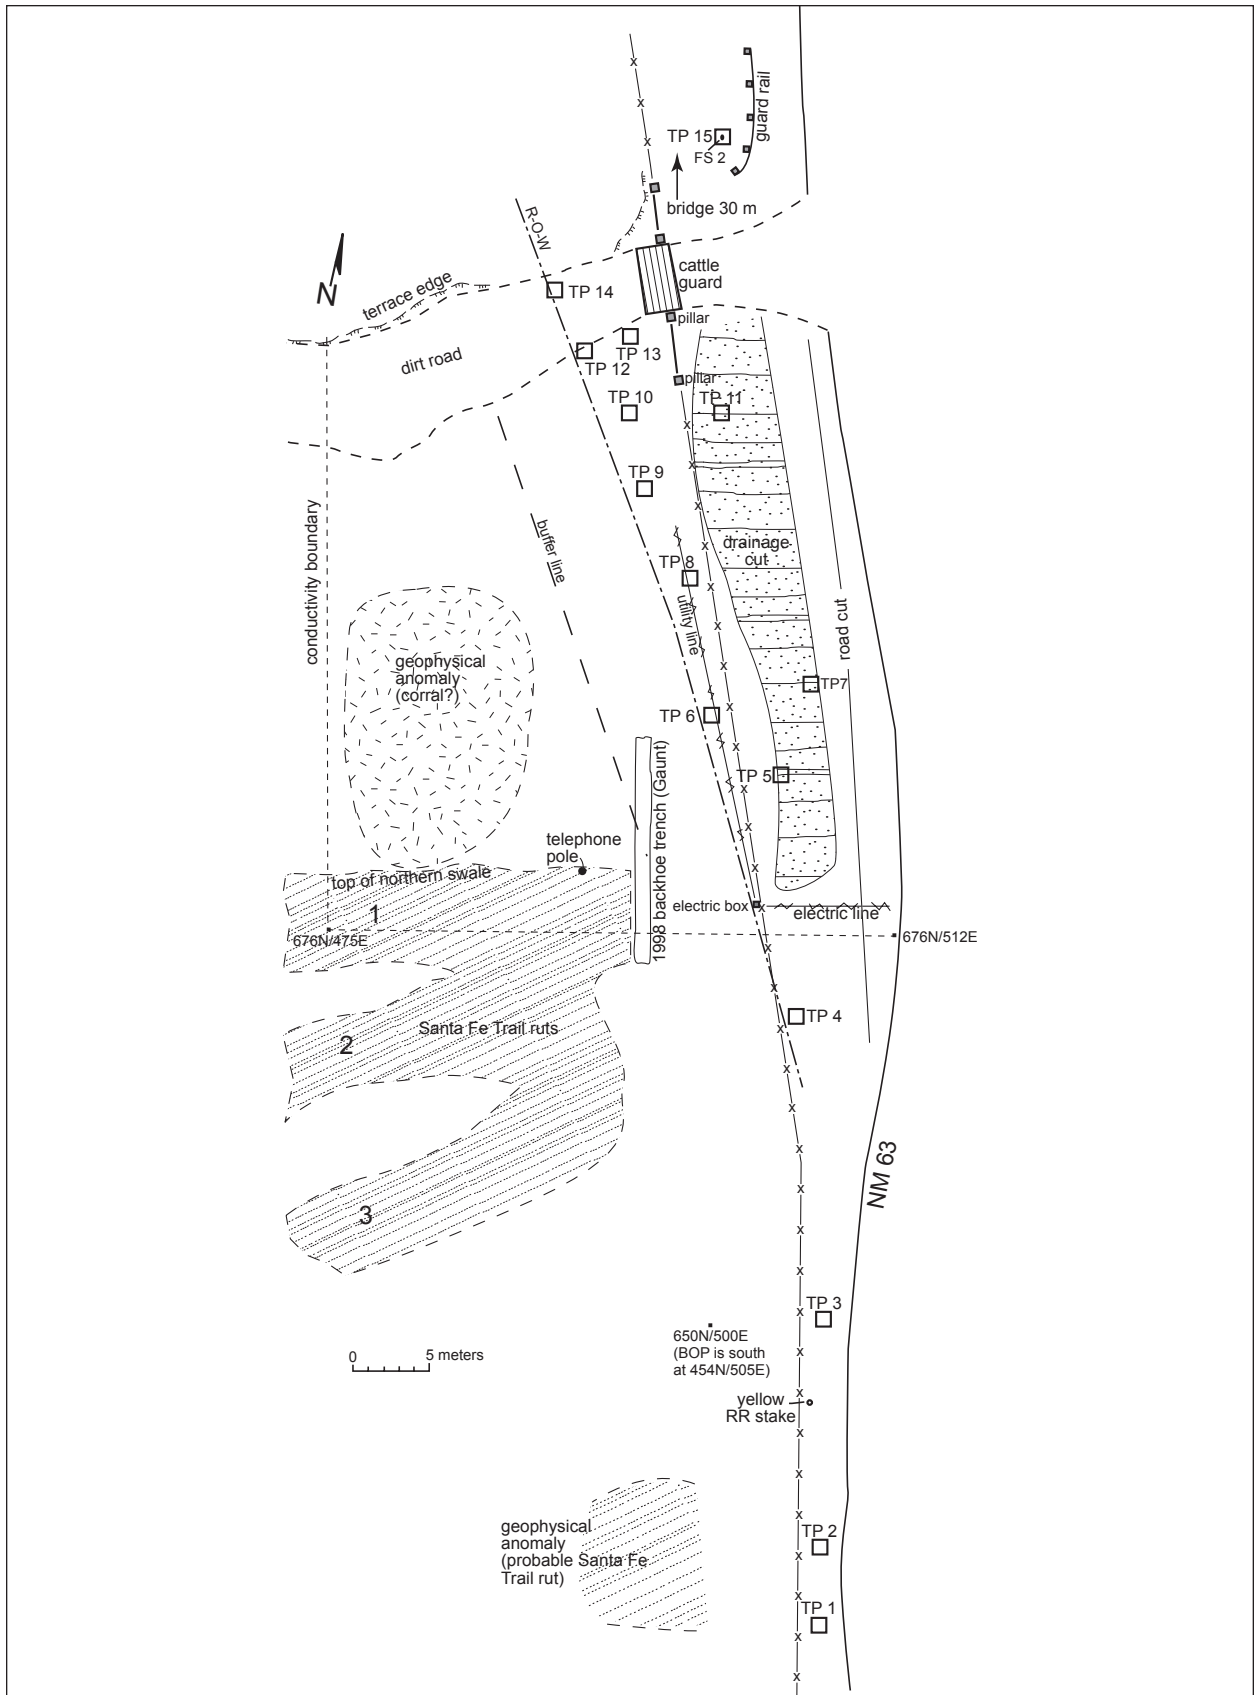 guard rail
TP 15
FS 2
bridge 30 m
R-O-W
N
cattle
guard
terrace edge
TP 14
pillar
dirt road
TP 13
TP 12
pillar
TP 10
TP 11
TP 9
conductivity boundary
buffer line
drainage
cut
TP 8
utility line
road cut
geophysical
anomaly
(corral?)
TP7
TP 6
1998 backhoe trench (Gaunt)
TP 5
telephone
pole
top of northern swale
1
electric box
electric line
676N/475E
676N/512E
TP 4
Santa Fe Trail ruts
2
NM 63
3
TP 3
650N/500E
(BOP is south
at 454N/505E)
0 5 meters
yellow
RR stake
geophysical
anomaly
(probable Santa Fe
Trail rut)
TP 2
TP 1